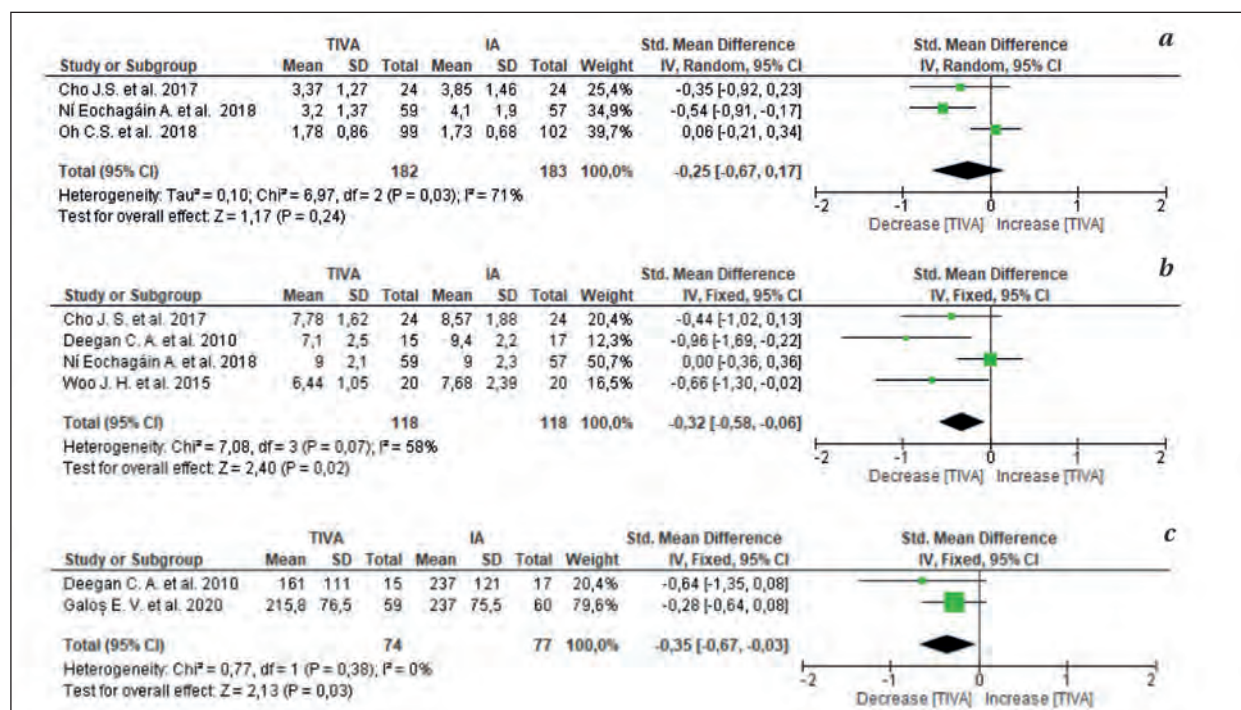 TIVA IA Std. Mean Difference Std. Mean Difference a
Study or Subgroup Mean SD Total Mean SD Total Weight IV, Random, 95% CI IV, Random, 95% CI
Cho J.S. et al. 2017 3,37 1,27 24 3,85 1,46 24 25,4% -0,35 [-0,92, 0,23]
Ní Eochagáin A. et al. 2018 3,2 1,37 59 4,1 1,9 57 34,9% -0,54 [-0,91, -0,17]
Oh C.S. et al. 2018 1,78 0,86 99 1,73 0,68 102 39,7% 0,06 [-0,21, 0,34]
Total (95% CI) 182 183 100,0% -0,25 [-0,67, 0,17]
Heterogeneity: Tau² = 0,10; Chi² = 6,97, df = 2 (P = 0,03); I² = 71%
Test for overall effect: Z = 1,17 (P = 0,24)
-2 -1 0 1 2
Decrease [TIVA] Increase [TIVA]
TIVA IA Std. Mean Difference Std. Mean Difference b
Study or Subgroup Mean SD Total Mean SD Total Weight IV, Fixed, 95% CI IV, Fixed, 95% CI
Cho J. S. et al. 2017 7,78 1,62 24 8,57 1,88 24 20,4% -0,44 [-1,02, 0,13]
Deegan C. A. et al. 2010 7,1 2,5 15 9,4 2,2 17 12,3% -0,96 [-1,69, -0,22]
Ní Eochagáin A. et al. 2018 9 2,1 59 9 2,3 57 50,7% 0,00 [-0,36, 0,36]
Woo J. H. et al. 2015 6,44 1,05 20 7,68 2,39 20 16,5% -0,66 [-1,30, -0,02]
Total (95% CI) 118 118 100,0% -0,32 [-0,58, -0,06]
Heterogeneity: Chi² = 7,08, df = 3 (P = 0,07); I² = 58%
Test for overall effect: Z = 2,40 (P = 0,02)
-2 -1 0 1 2
Decrease [TIVA] Increase [TIVA]
TIVA IA Std. Mean Difference Std. Mean Difference c
Study or Subgroup Mean SD Total Mean SD Total Weight IV, Fixed, 95% CI IV, Fixed, 95% CI
Deegan C. A. et al. 2010 161 111 15 237 121 17 20,4% -0,64 [-1,35, 0,08]
Galoș E. V. et al. 2020 215,8 76,5 59 237 75,5 60 79,6% -0,28 [-0,64, 0,08]
Total (95% CI) 74 77 100,0% -0,35 [-0,67, -0,03]
Heterogeneity: Chi² = 0,77, df = 1 (P = 0,38); I² = 0%
Test for overall effect: Z = 2,13 (P = 0,03)
-2 -1 0 1 2
Decrease [TIVA] Increase [TIVA]